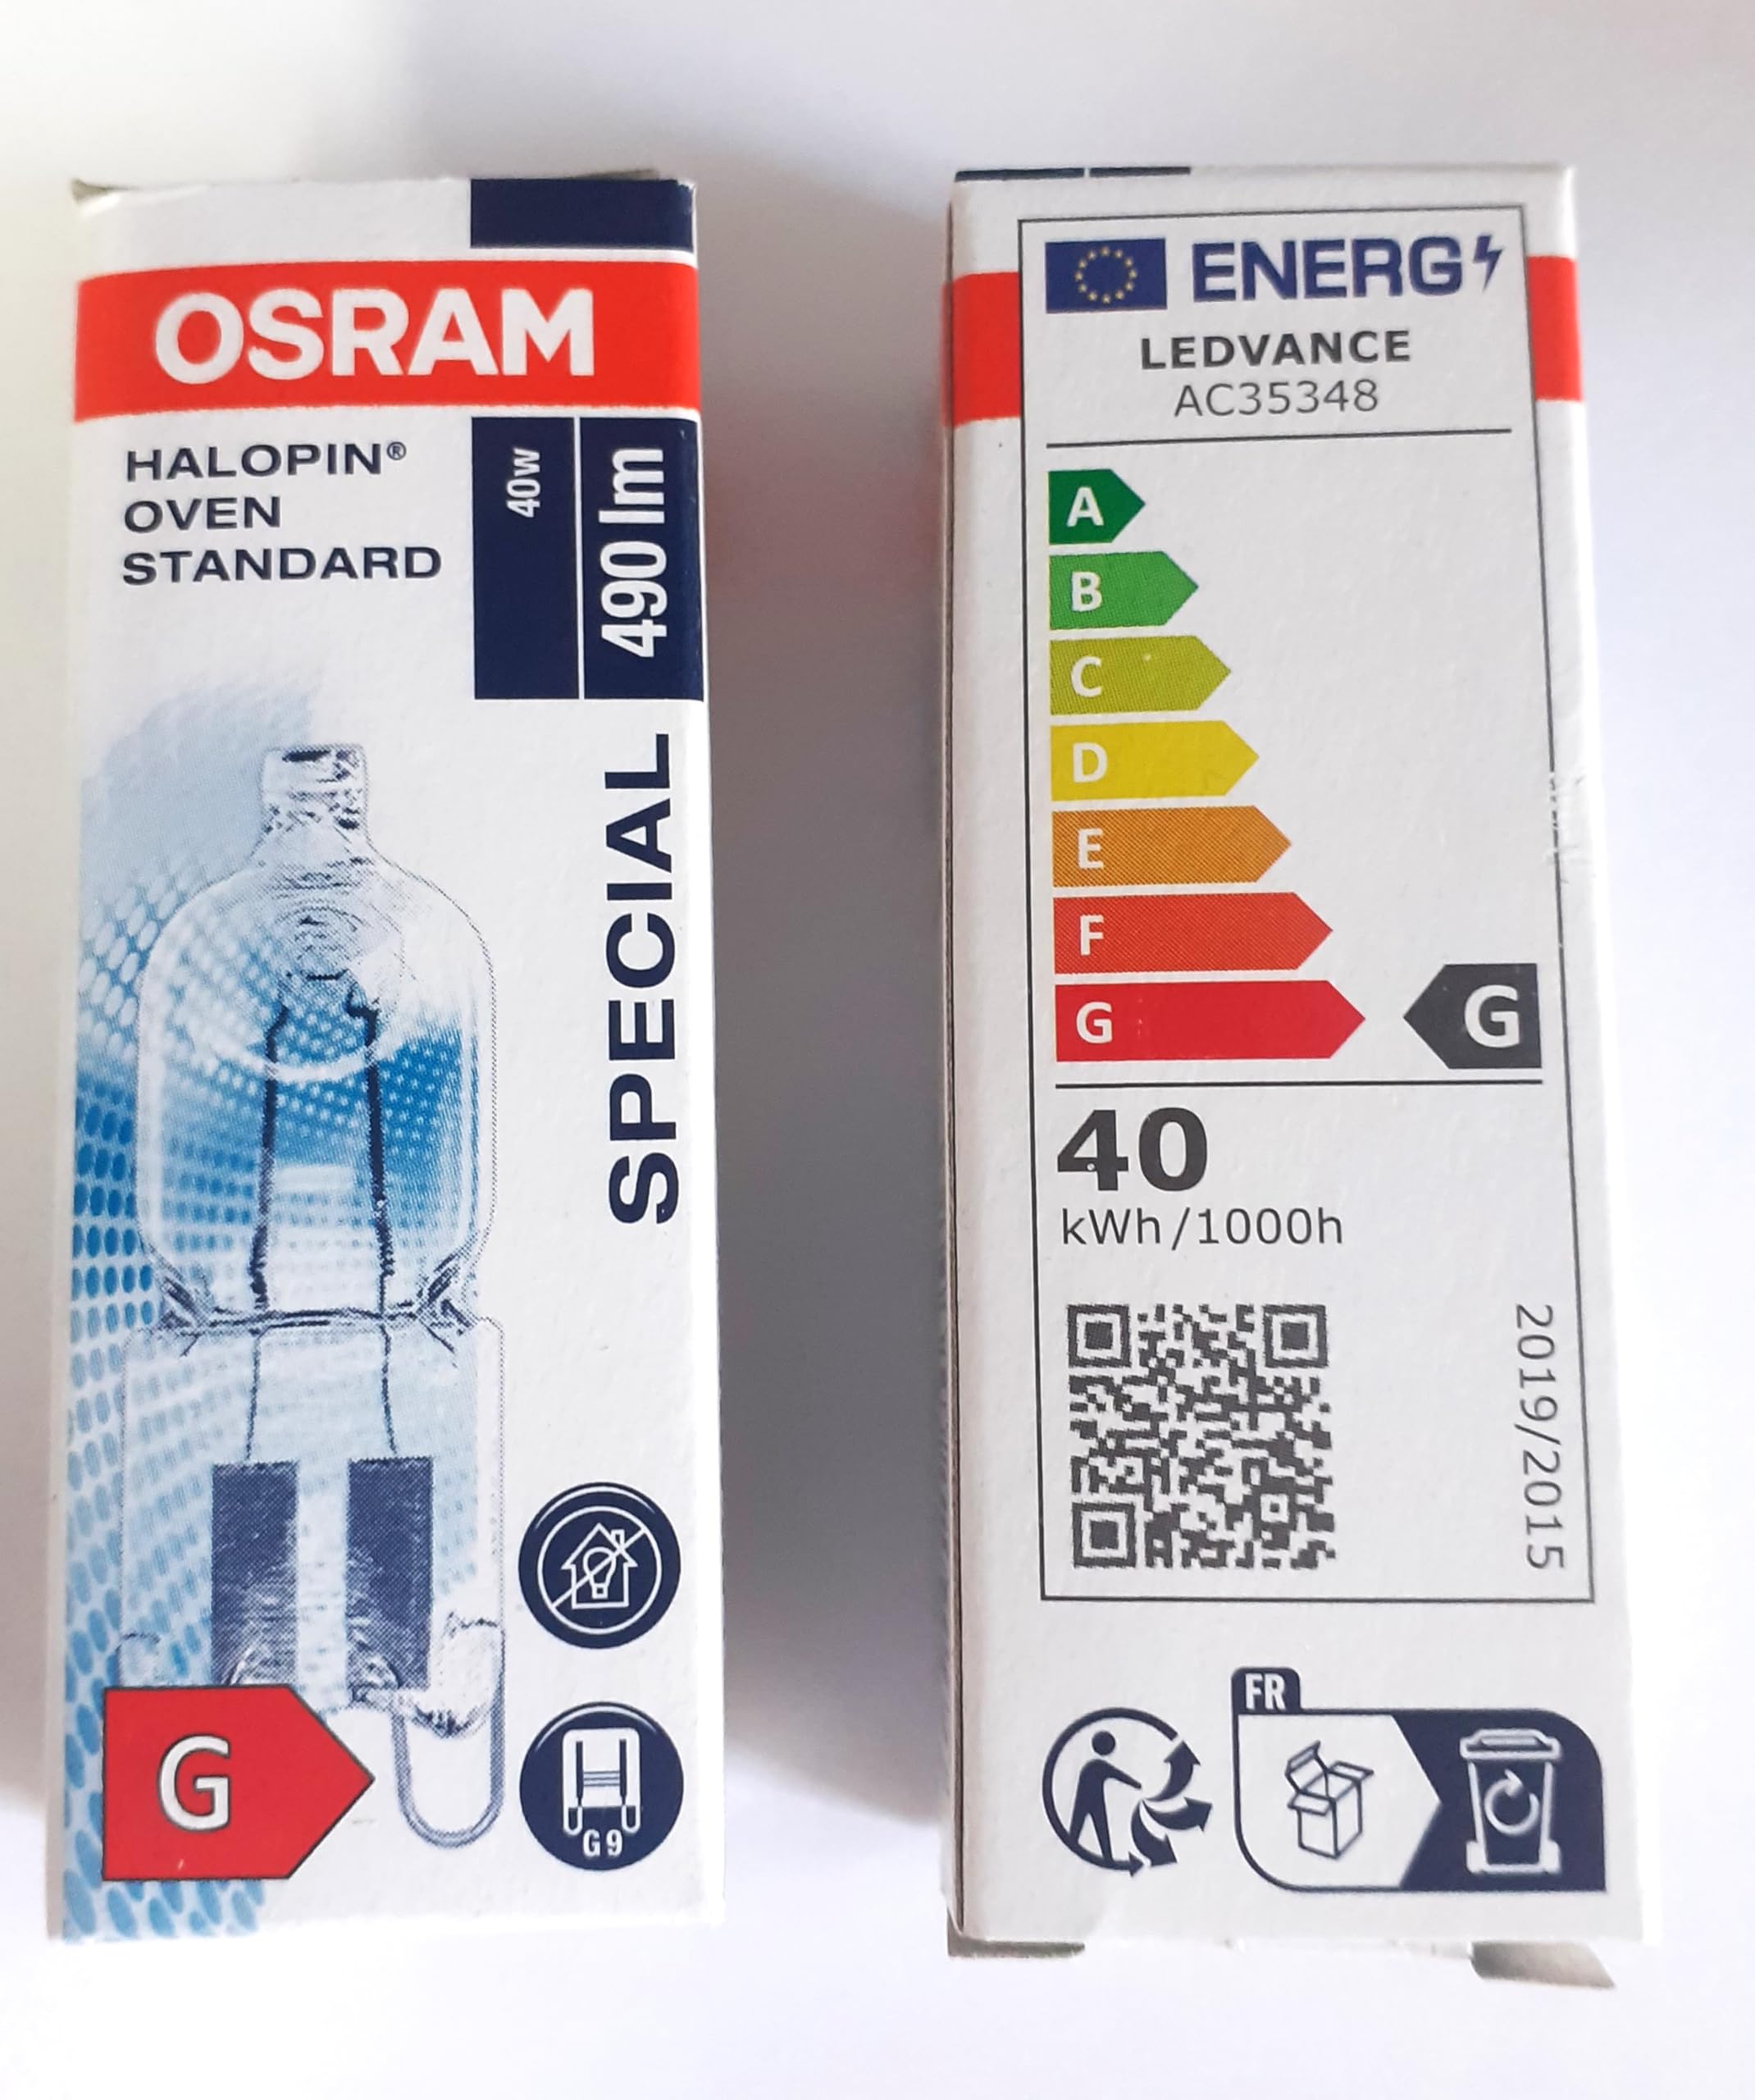 OSRAM
HALOPIN®
OVEN
STANDARD
40w
490 lm
SPECIAL
G
G9
ENERG
LEDVANCE
AC35348
A
B
C
D
E
F
G
G
40
kWh/1000h
2019/2015
FR